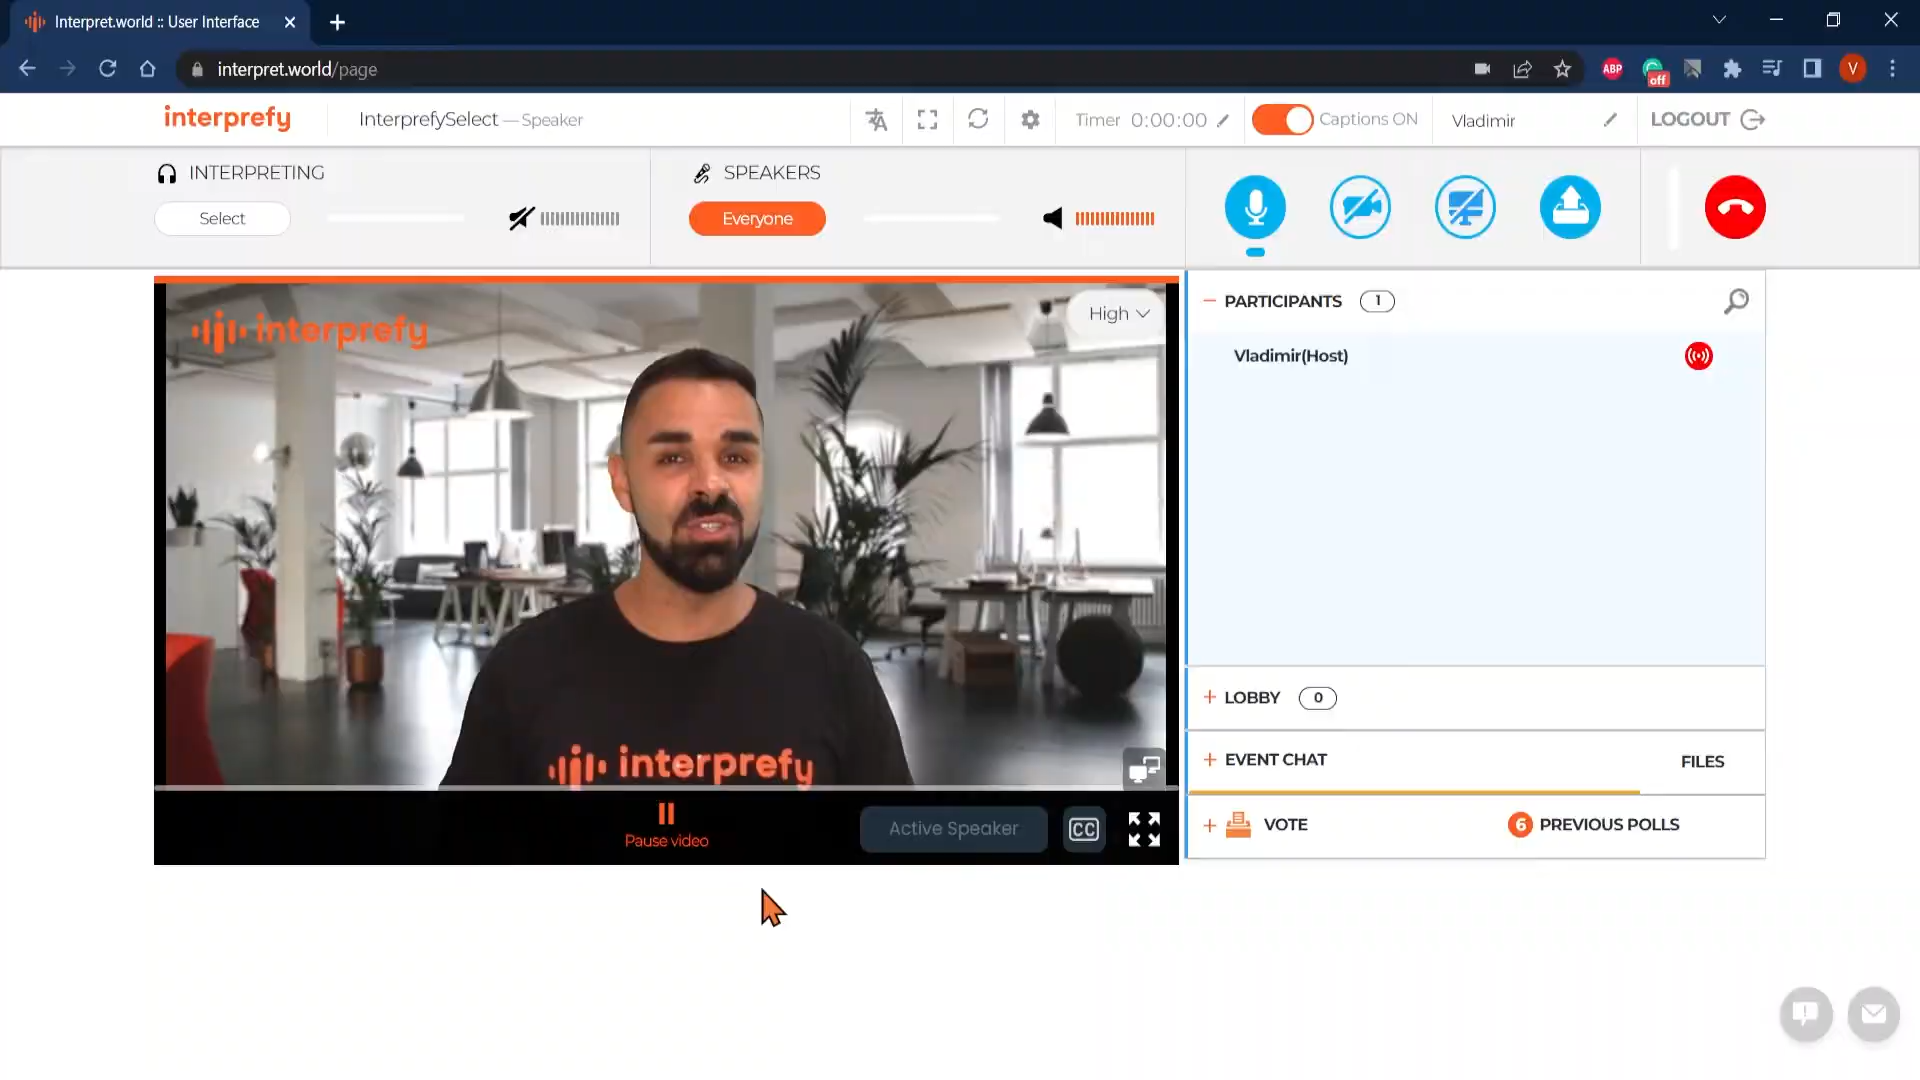 Interpret.world :: User Interface
interpret.world/page
ABP
off
V
interprefy
InterprefySelect — Speaker
Timer 0:00:00
Captions ON
Vladimir
LOGOUT
INTERPRETING
SPEAKERS
Select
Everyone
interprefy
High
interprefy
Pause video
Active Speaker
CC
PARTICIPANTS 1
Vladimir(Host)
LOBBY 0
EVENT CHAT
FILES
VOTE
6 PREVIOUS POLLS